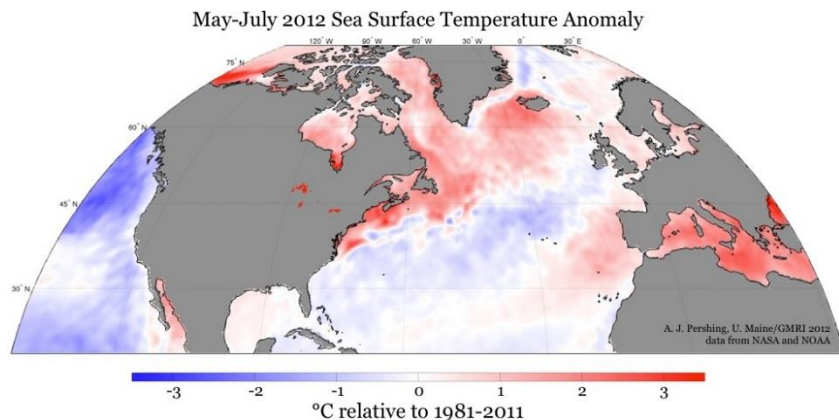 May-July 2012 Sea Surface Temperature Anomaly
120° W 90° W 60° W 30° W 0° E 30° E
75° N
60° N
45° N
30° N
A. J. Pershing, U. Maine/GMRI 2012
data from NASA and NOAA
-3 -2 -1 0 1 2 3
°C relative to 1981-2011